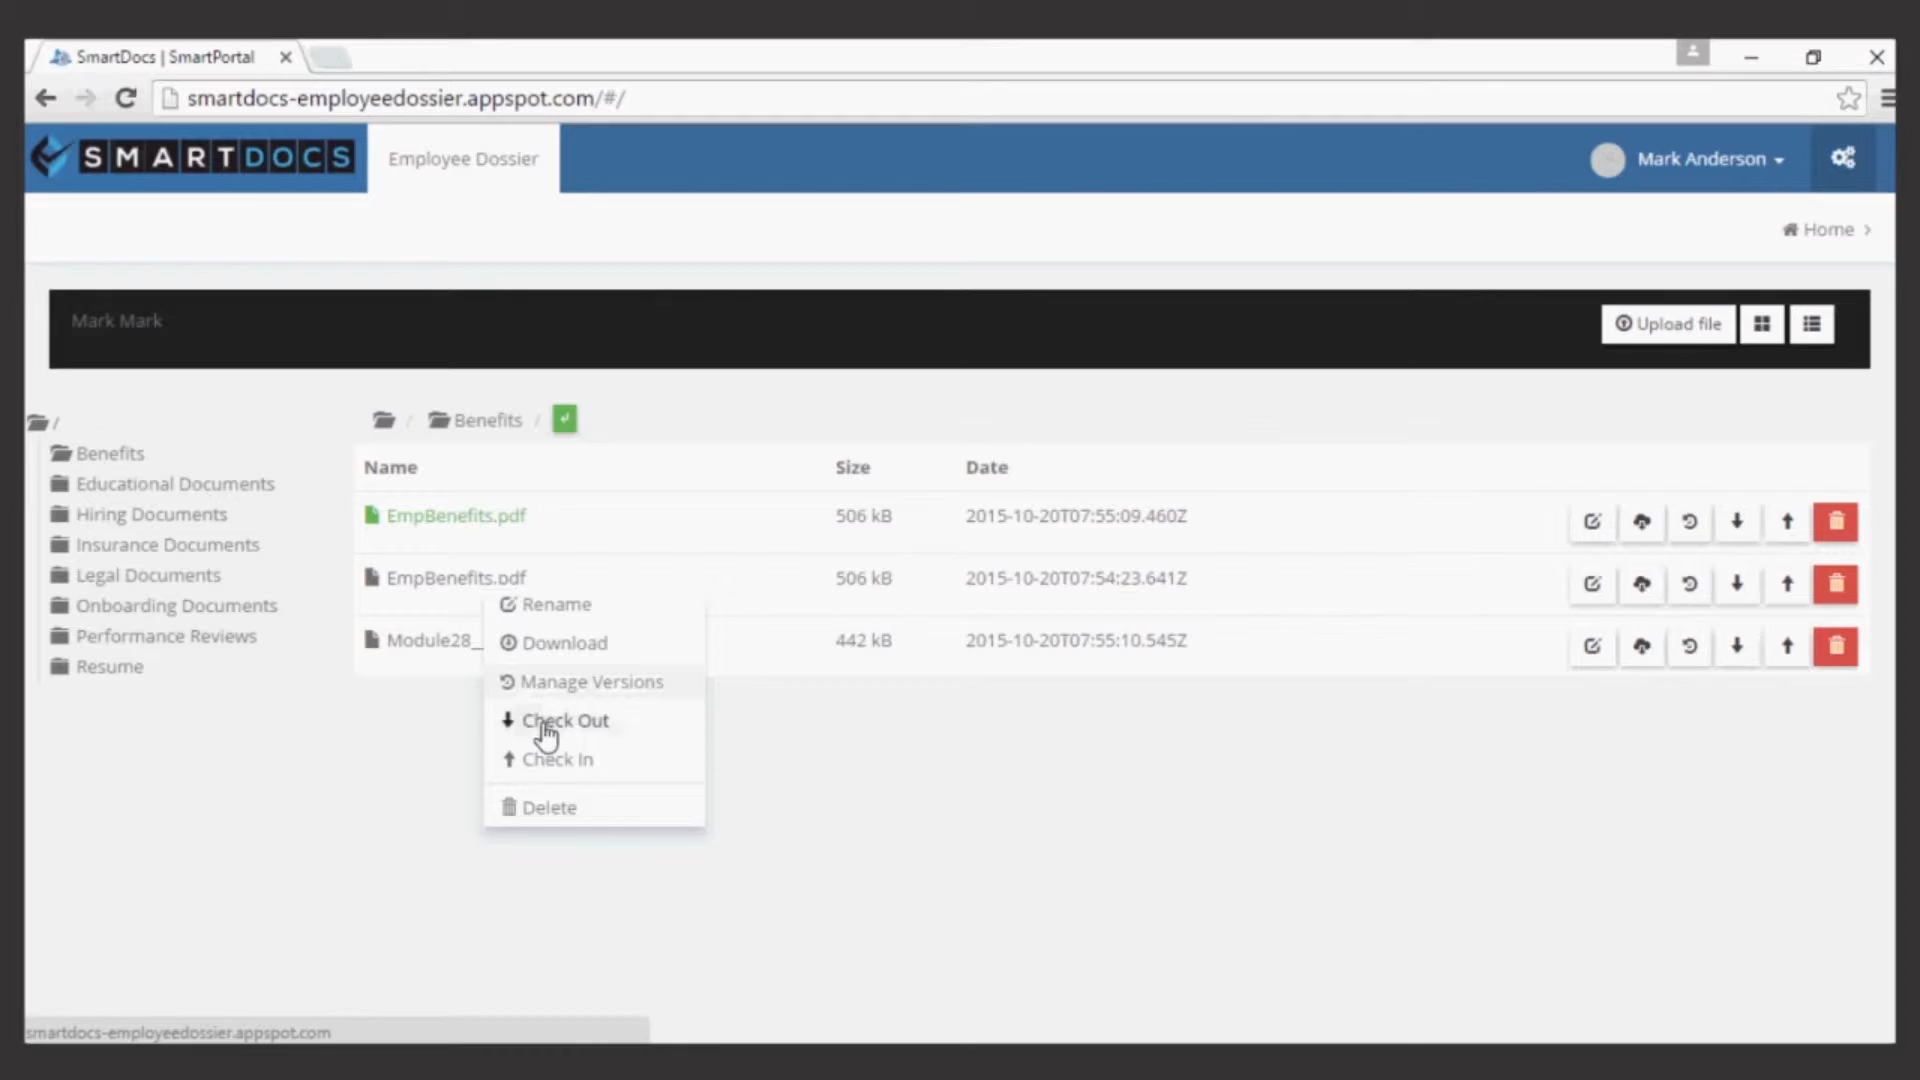 SmartDocs | SmartPortal
smartdocs-employeedossier.appspot.com/#/
SMARTDOCS
Employee Dossier
Mark Anderson
Home
Mark Mark
Upload file
/
Benefits
Educational Documents
Hiring Documents
Insurance Documents
Legal Documents
Onboarding Documents
Performance Reviews
Resume
/ Benefits /
Name Size Date
EmpBenefits.pdf 506 kB 2015-10-20T07:55:09.460Z
EmpBenefits.pdf 506 kB 2015-10-20T07:54:23.641Z
Module28_ 442 kB 2015-10-20T07:55:10.545Z
Rename
Download
Manage Versions
Check Out
Check In
Delete
smartdocs-employeedossier.appspot.com